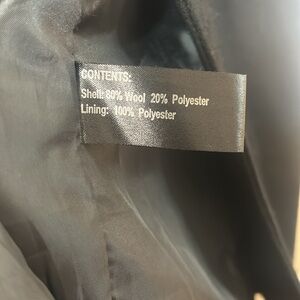 CONTENTS:
Shell: 80% Wool 20% Polyester
Lining: 100% Polyester